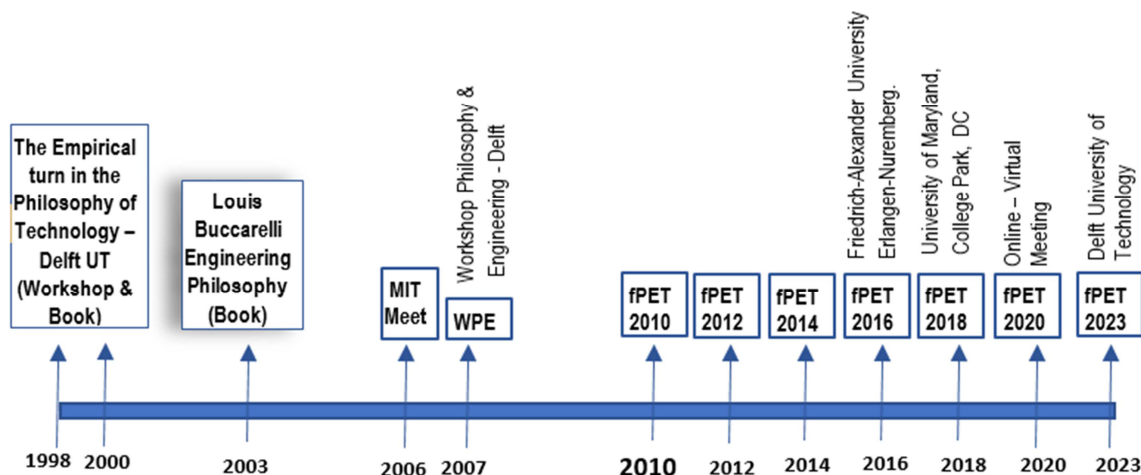 The Empirical
turn in the
Philosophy of
Technology –
Delft UT
(Workshop &
Book)
Louis
Buccarelli
Engineering
Philosophy
(Book)
MIT
Meet
Workshop Philosophy &
Engineering - Delft
WPE
fPET
2010
fPET
2012
fPET
2014
Friedrich-Alexander University
Erlangen-Nuremberg.
fPET
2016
University of Maryland,
College Park, DC
fPET
2018
Online – Virtual
Meeting
fPET
2020
Delft University of
Technology
fPET
2023
1998
2000
2003
2006
2007
2010
2012
2014
2016
2018
2020
2023